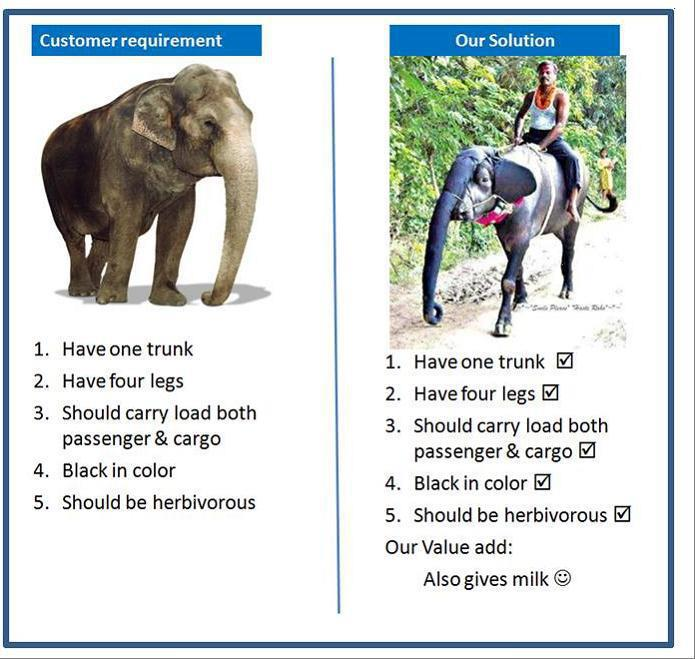 Customer requirement
1. Have one trunk
2. Have four legs
3. Should carry load both
passenger & cargo
4. Black in color
5. Should be herbivorous
Our Solution
~*~"Smile Please" "Haste Raho"~*~
1. Have one trunk ☑
2. Have four legs ☑
3. Should carry load both
passenger & cargo ☑
4. Black in color ☑
5. Should be herbivorous ☑
Our Value add:
Also gives milk ☺